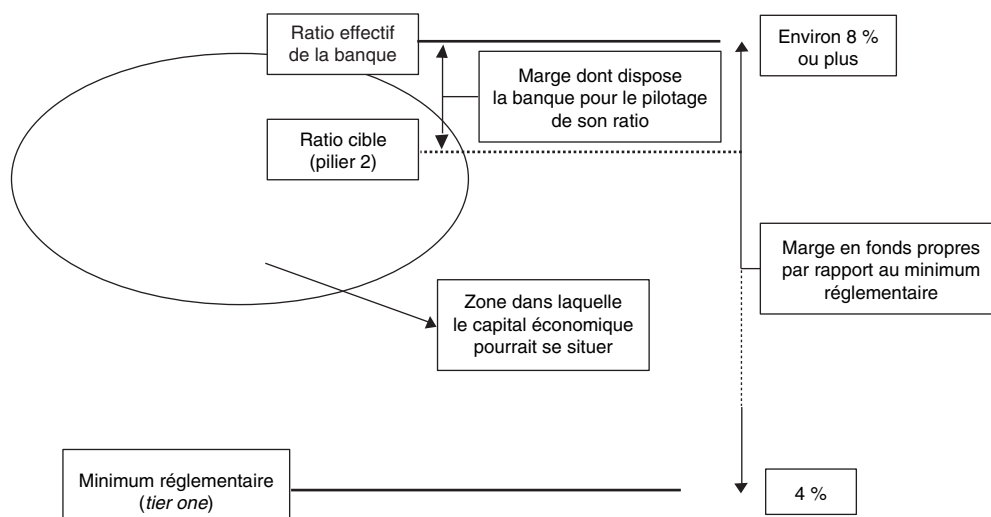 Ratio effectif
de la banque
Environ 8 %
ou plus
Marge dont dispose
la banque pour le pilotage
de son ratio
Ratio cible
(pilier 2)
Marge en fonds propres
par rapport au minimum
réglementaire
Zone dans laquelle
le capital économique
pourrait se situer
Minimum réglementaire
(tier one)
4 %